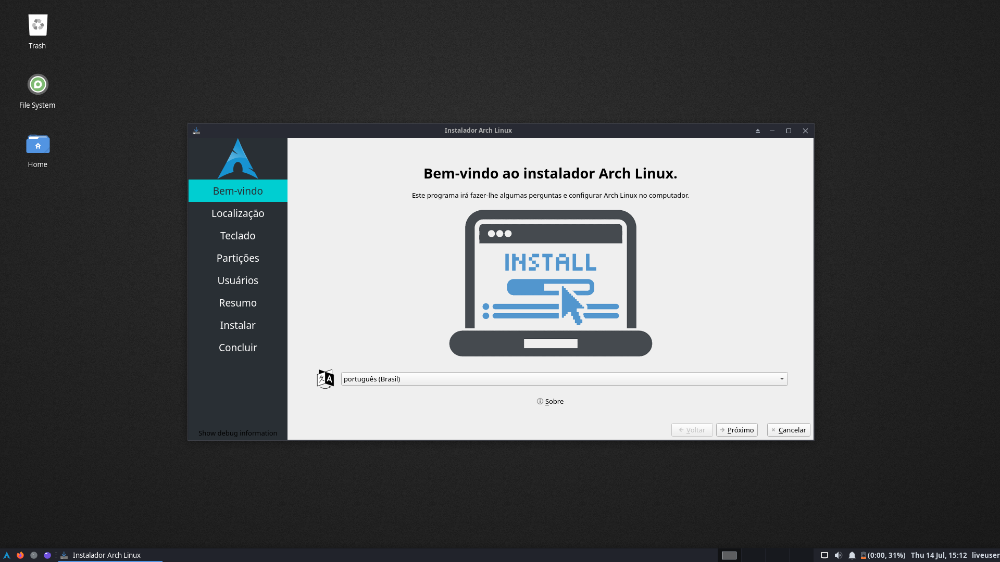 Trash
File System
Home
Instalador Arch Linux
Bem-vindo
Localização
Teclado
Partições
Usuários
Resumo
Instalar
Concluir
Show debug information
Bem-vindo ao instalador Arch Linux.
Este programa irá fazer-lhe algumas perguntas e configurar Arch Linux no computador.
INSTALL
português (Brasil)
Sobre
Voltar
Próximo
Cancelar
Instalador Arch Linux
(0:00, 31%)
Thu 14 Jul, 15:12
liveuser